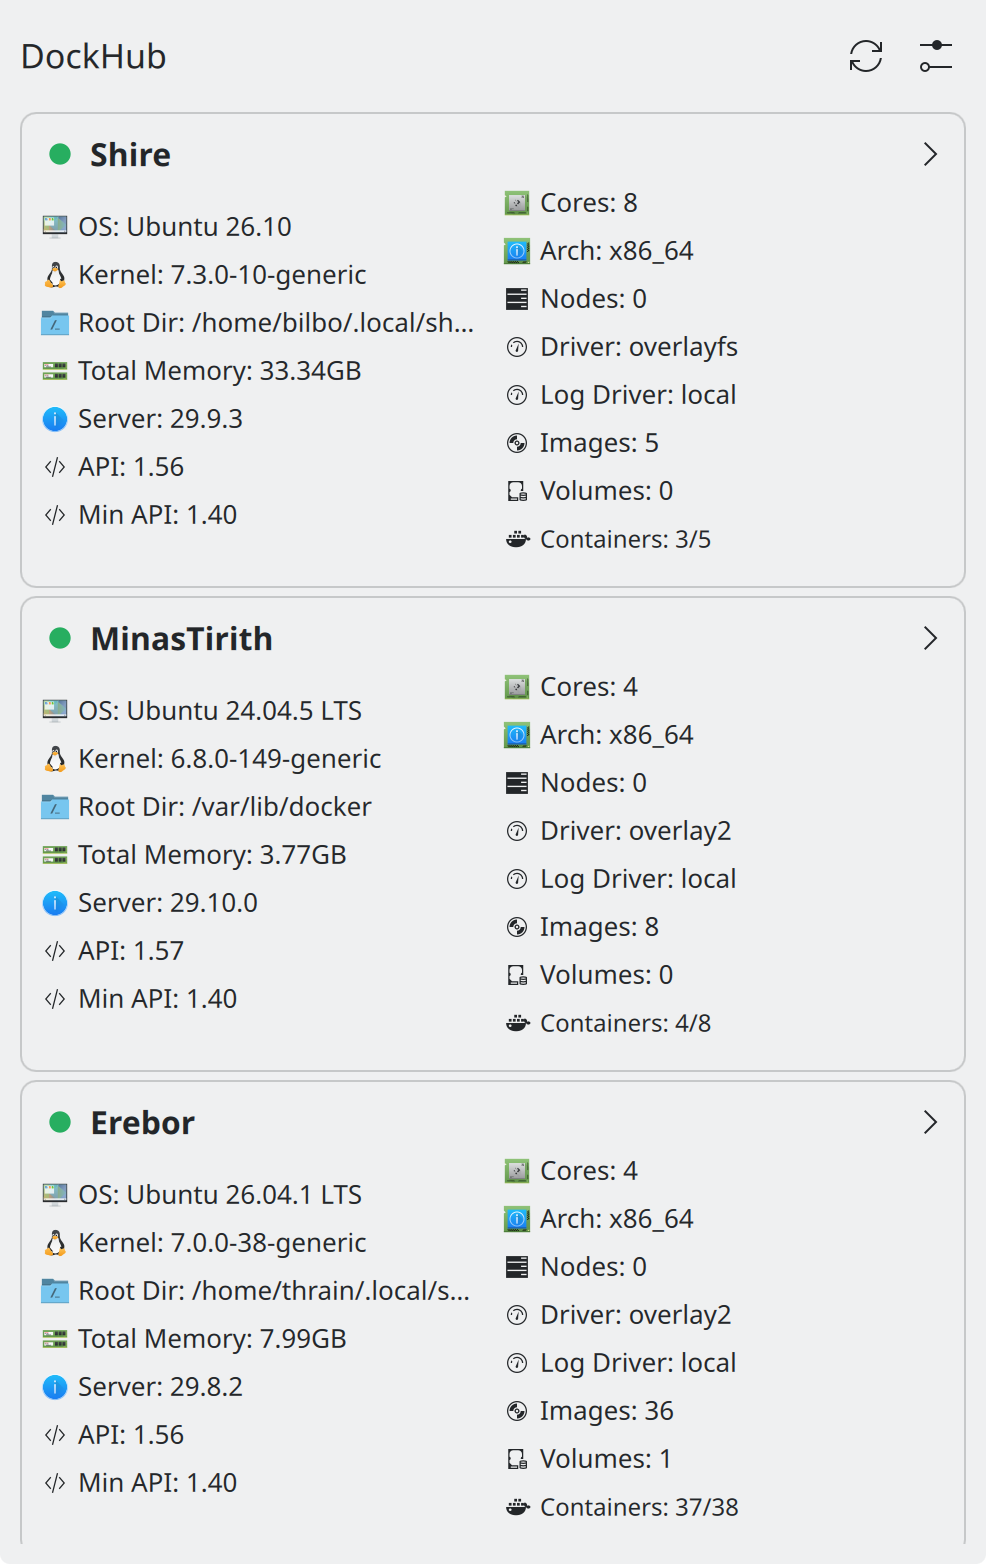 DockHub
Shire
OS: Ubuntu 26.10
Kernel: 7.3.0-10-generic
Root Dir: /home/bilbo/.local/sh...
Total Memory: 33.34GB
Server: 29.9.3
API: 1.56
Min API: 1.40
Cores: 8
Arch: x86_64
Nodes: 0
Driver: overlayfs
Log Driver: local
Images: 5
Volumes: 0
Containers: 3/5
MinasTirith
OS: Ubuntu 24.04.5 LTS
Kernel: 6.8.0-149-generic
Root Dir: /var/lib/docker
Total Memory: 3.77GB
Server: 29.10.0
API: 1.57
Min API: 1.40
Cores: 4
Arch: x86_64
Nodes: 0
Driver: overlay2
Log Driver: local
Images: 8
Volumes: 0
Containers: 4/8
Erebor
OS: Ubuntu 26.04.1 LTS
Kernel: 7.0.0-38-generic
Root Dir: /home/thrain/.local/s...
Total Memory: 7.99GB
Server: 29.8.2
API: 1.56
Min API: 1.40
Cores: 4
Arch: x86_64
Nodes: 0
Driver: overlay2
Log Driver: local
Images: 36
Volumes: 1
Containers: 37/38